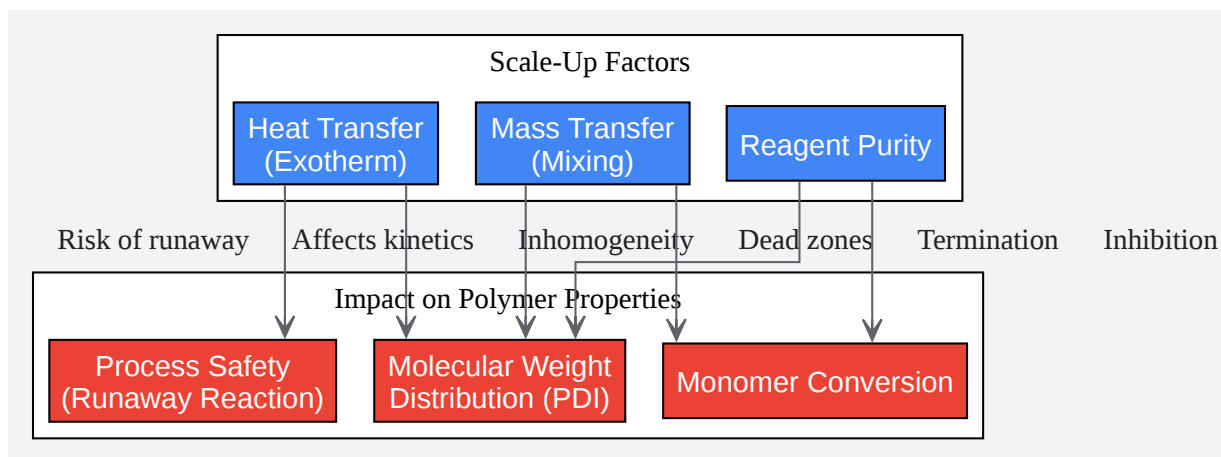 Scale-Up Factors
Heat Transfer
(Exotherm)
Mass Transfer
(Mixing)
Reagent Purity
Risk of runaway
Affects kinetics
Inhomogeneity
Dead zones
Termination
Inhibition
Impact on Polymer Properties
Process Safety
(Runaway Reaction)
Molecular Weight
Distribution (PDI)
Monomer Conversion